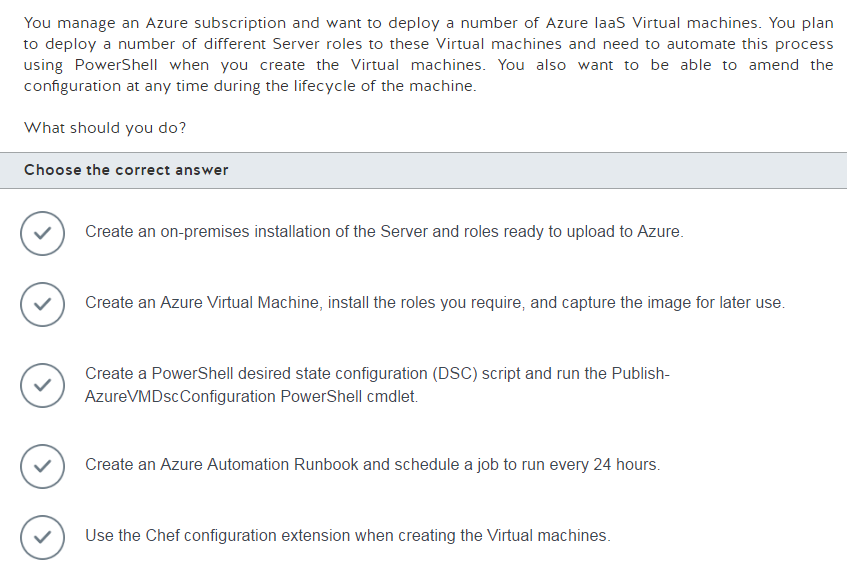 You manage an Azure subscription and want to deploy a number of Azure IaaS Virtual machines. You plan
to deploy a number of different Server roles to these Virtual machines and need to automate this process
using PowerShell when you create the Virtual machines. You also want to be able to amend the
configuration at any time during the lifecycle of the machine.
What should you do?
Choose the correct answer
Create an on-premises installation of the Server and roles ready to upload to Azure.
Create an Azure Virtual Machine, install the roles you require, and capture the image for later use.
Create a PowerShell desired state configuration (DSC) script and run the Publish-
AzureVMDscConfiguration PowerShell cmdlet.
Create an Azure Automation Runbook and schedule a job to run every 24 hours.
Use the Chef configuration extension when creating the Virtual machines.